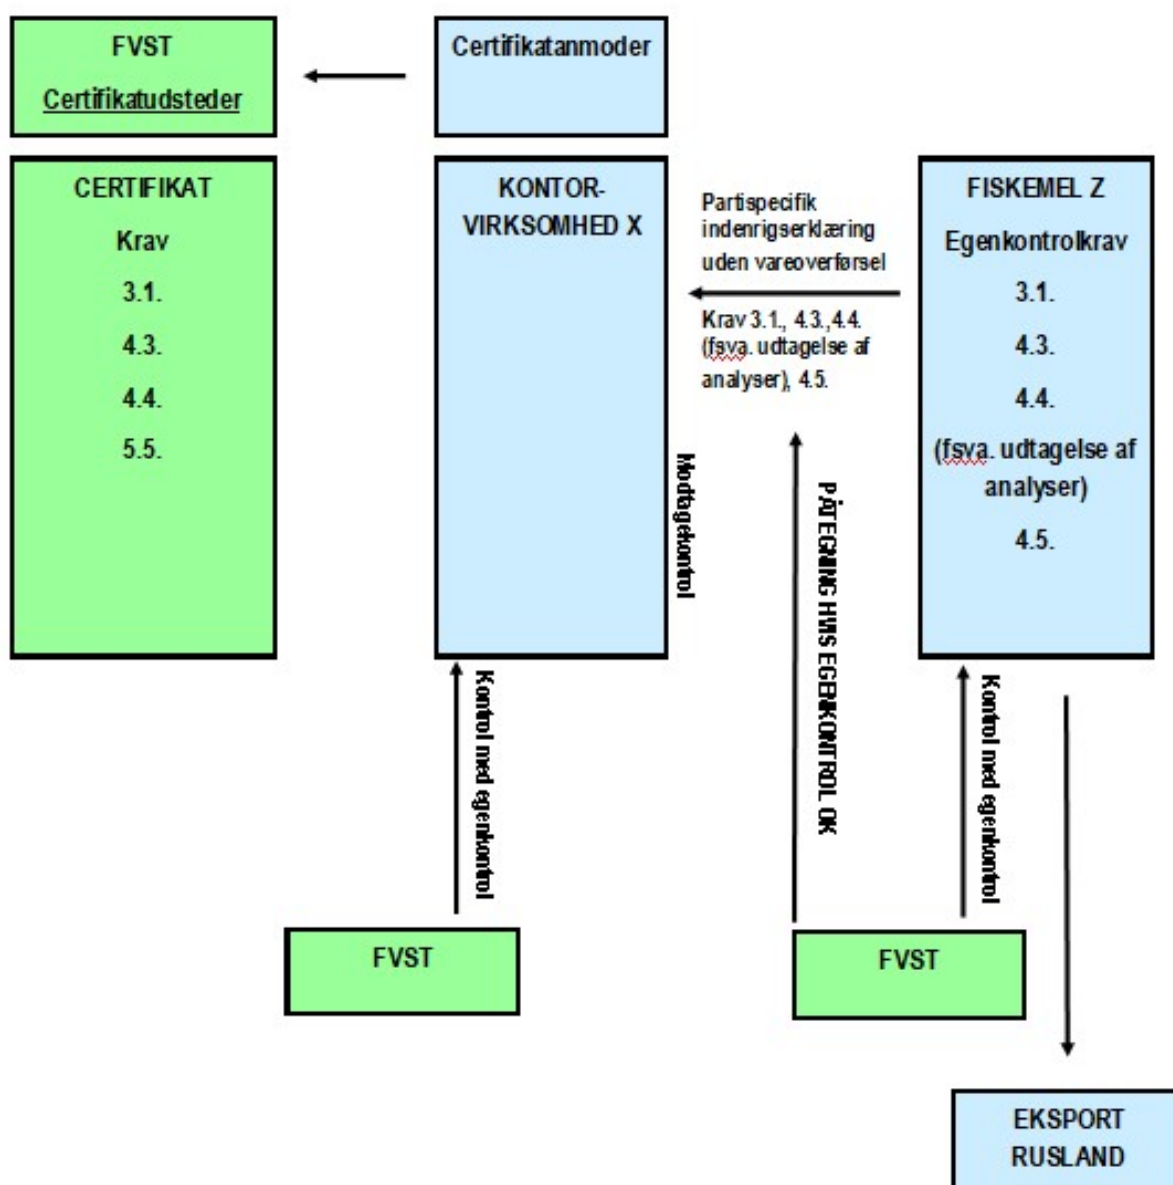 FVST
Certifikatudsteder
Certifikatanmoder
CERTIFIKAT
Krav
3.1.
4.3.
4.4.
5.5.
KONTOR-
VIRKSOMHED X
Modtagekontrol
Partispecifik
indenrigserklæring
uden vareoverførsel
Krav 3.1., 4.3.,4.4.
(fsva. udtagelse af
analyser), 4.5.
FISKEMEL Z
Egenkontrolkrav
3.1.
4.3.
4.4.
(fsva. udtagelse af
analyser)
4.5.
Kontrol med egenkontrol
PÅTEGNING HVIS EGENKONTROL OK
Kontrol med egenkontrol
FVST
FVST
EKSPORT
RUSLAND